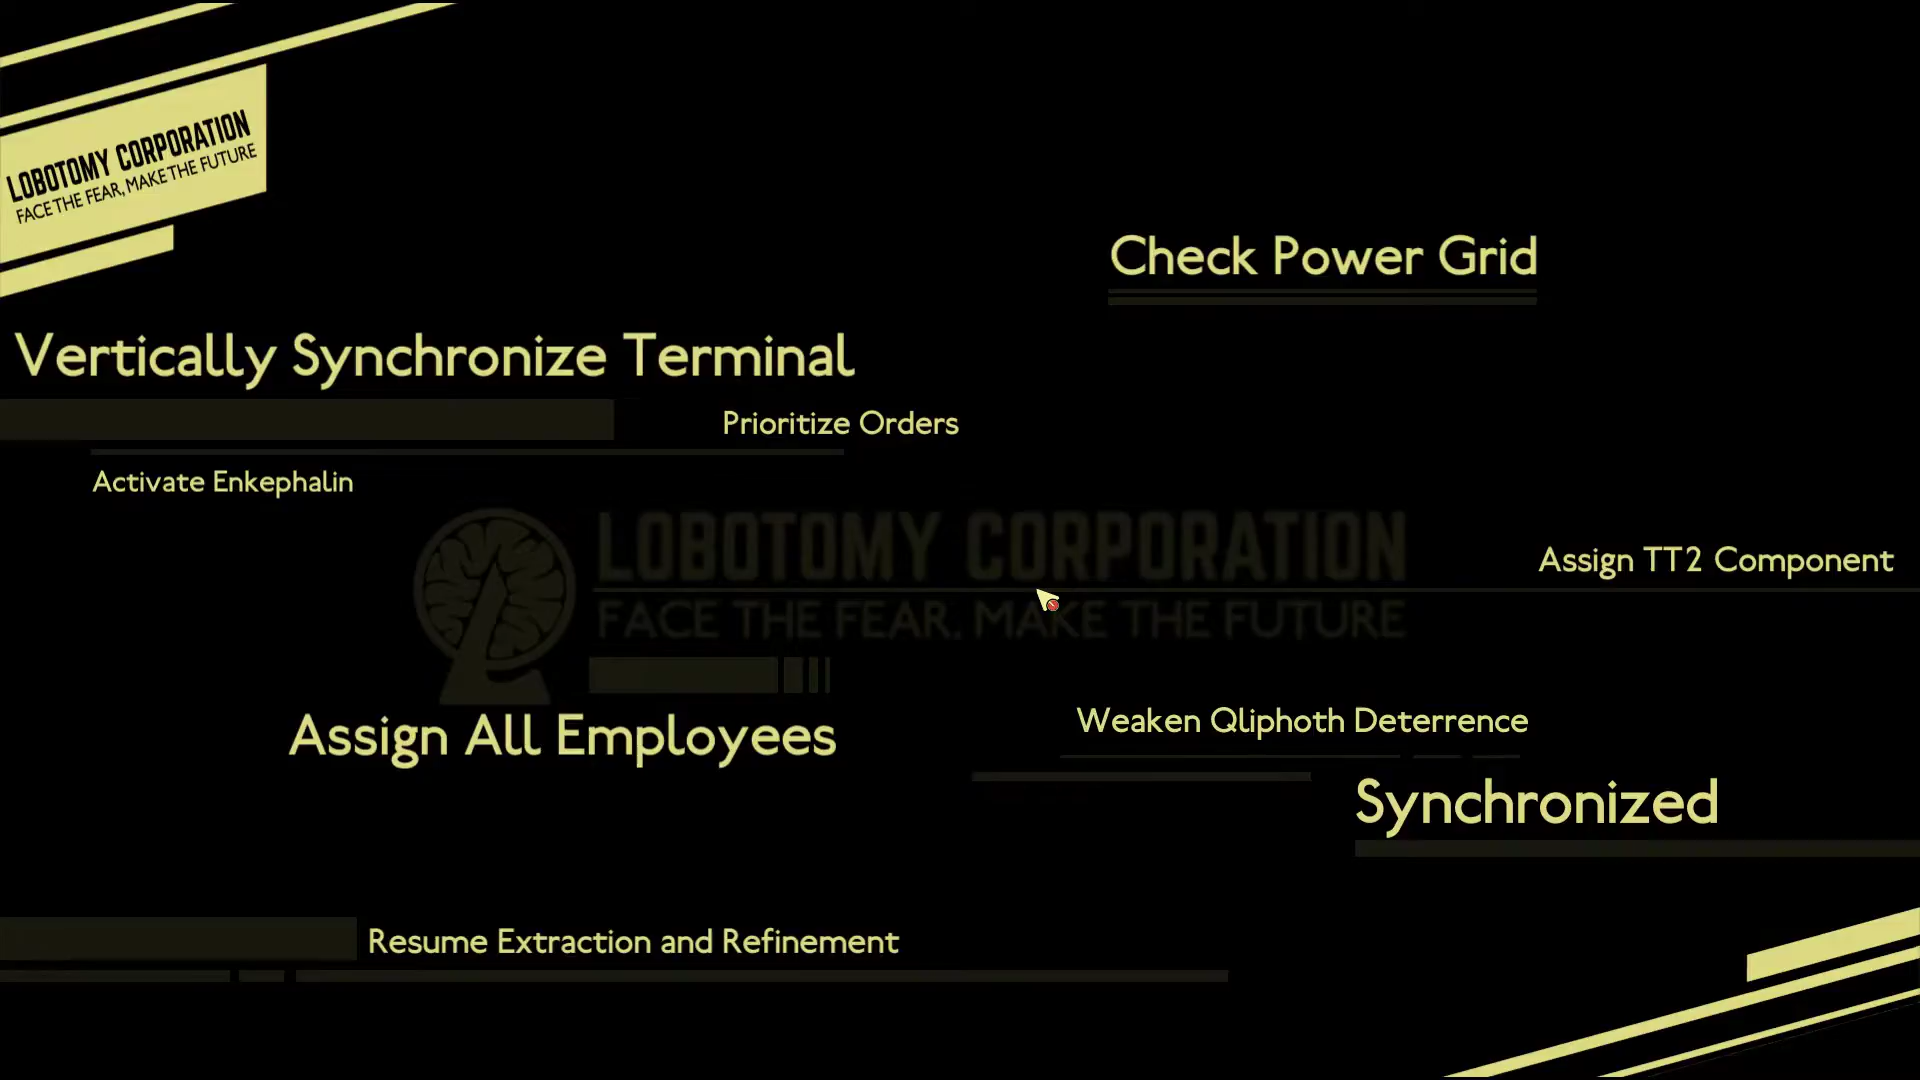 LOBOTOMY CORPORATION
FACE THE FEAR, MAKE THE FUTURE
Check Power Grid
Vertically Synchronize Terminal
Prioritize Orders
Activate Enkephalin
LOBOTOMY CORPORATION
FACE THE FEAR, MAKE THE FUTURE
Assign TT2 Component
Assign All Employees
Weaken Qliphoth Deterrence
Synchronized
Resume Extraction and Refinement